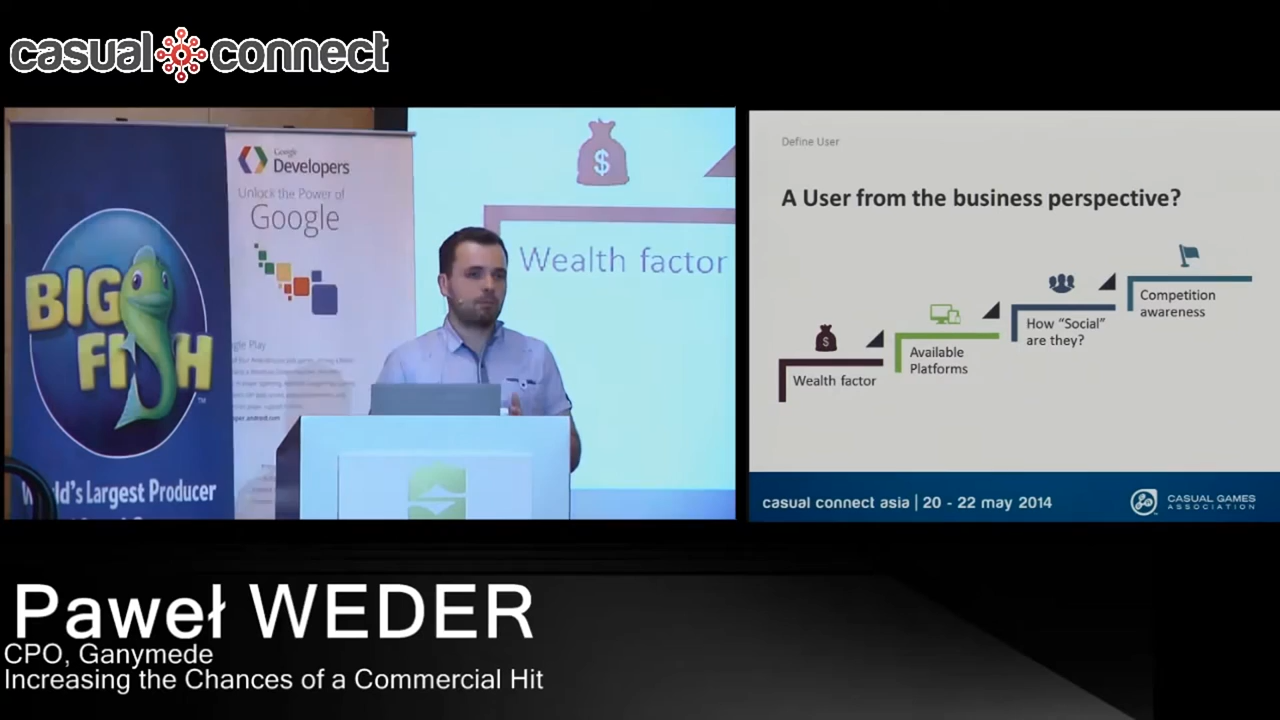 casual connect
Google
Developers
Unlock the Power of
Google
BIG
FISH
TM
World's Largest Producer
$
Wealth factor
Define User
A User from the business perspective?
$
Wealth factor
Available
Platforms
How “Social”
are they?
Competition
awareness
casual connect asia | 20 - 22 may 2014
CASUAL GAMES
ASSOCIATION
Paweł WEDER
CPO, Ganymede
Increasing the Chances of a Commercial Hit